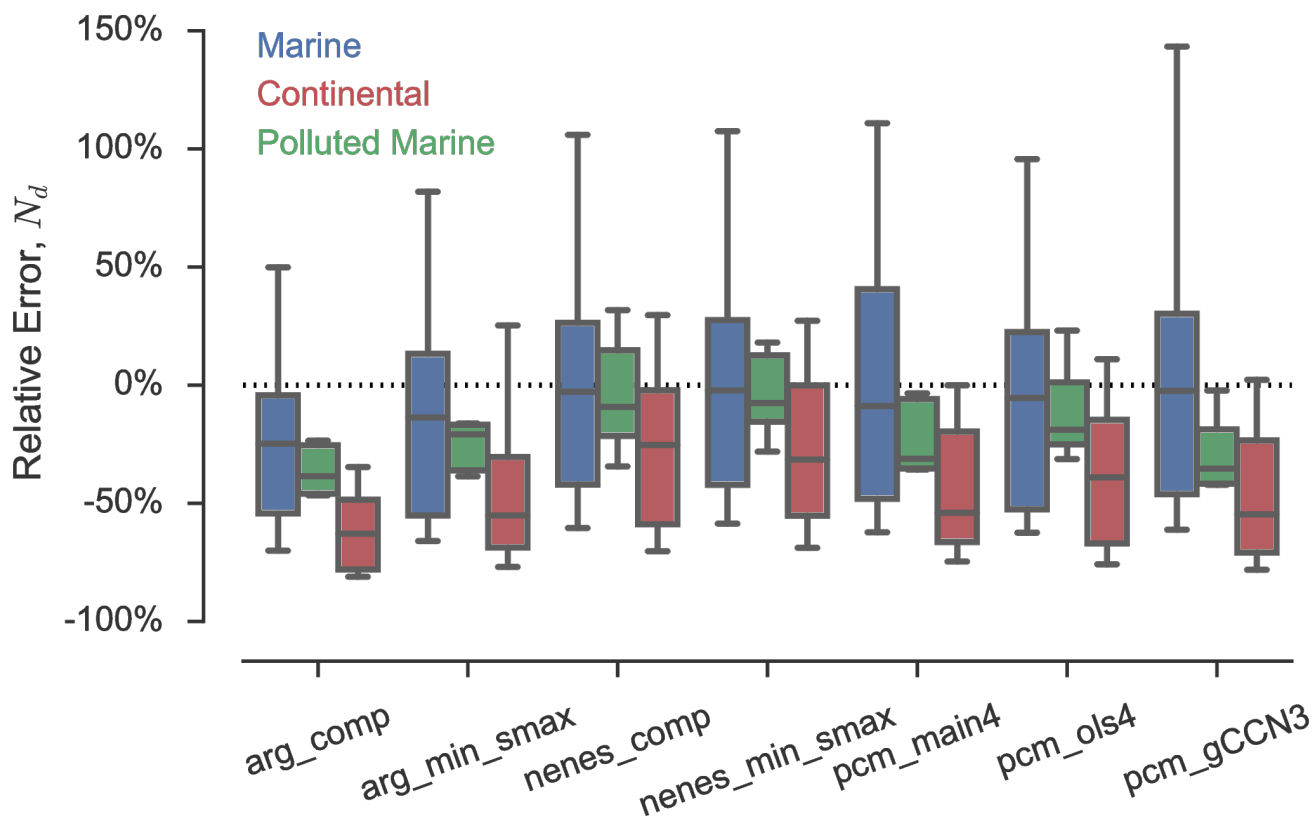 150%
100%
50%
0%
-50%
-100%
Relative Error, N_d
Marine
Continental
Polluted Marine
arg_comp
arg_min_smax
nenes_comp
nenes_min_smax
pcm_main4
pcm_ols4
pcm_gCCN3